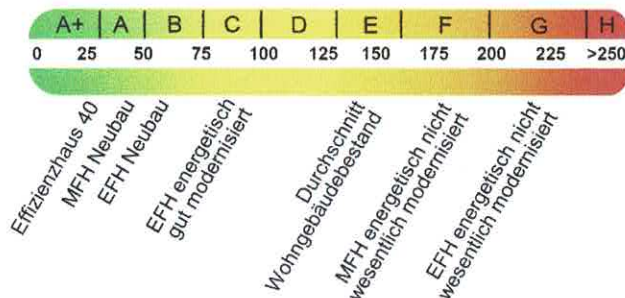 A+ A B C D E F G H
0 25 50 75 100 125 150 175 200 225 >250
Effizienzhaus 40
MFH Neubau
EFH Neubau
EFH energetisch
gut modernisiert
Durchschnitt
Wohngebäudebestand
MFH energetisch nicht
wesentlich modernisiert
EFH energetisch nicht
wesentlich modernisiert